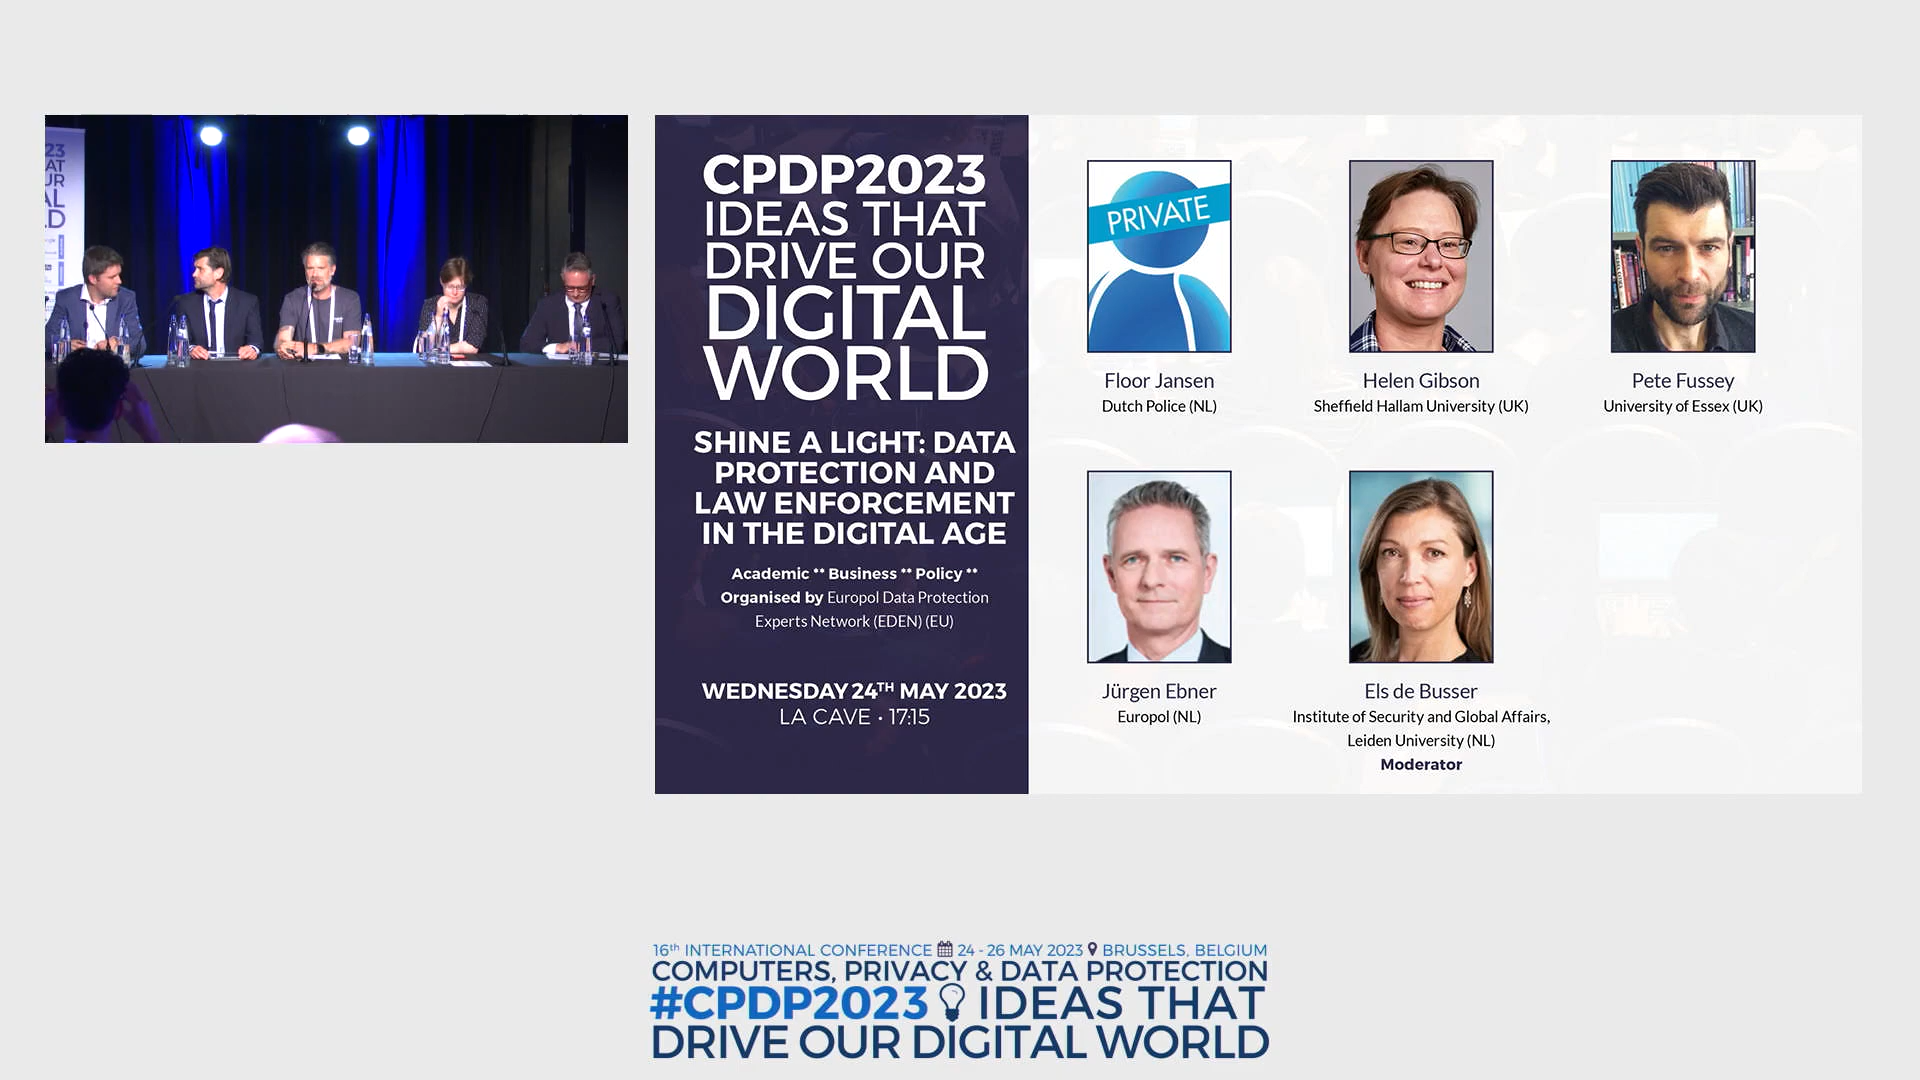 23
AT
UR
AL
.D
CPDP2023
IDEAS THAT
DRIVE OUR
DIGITAL
WORLD
SHINE A LIGHT: DATA
PROTECTION AND
LAW ENFORCEMENT
IN THE DIGITAL AGE
Academic ** Business ** Policy **
Organised by Europol Data Protection
Experts Network (EDEN) (EU)
WEDNESDAY 24TH MAY 2023
LA CAVE • 17:15
PRIVATE
Floor Jansen
Dutch Police (NL)
Helen Gibson
Sheffield Hallam University (UK)
Pete Fussey
University of Essex (UK)
Jürgen Ebner
Europol (NL)
Els de Busser
Institute of Security and Global Affairs,
Leiden University (NL)
Moderator
16th INTERNATIONAL CONFERENCE 24 - 26 MAY 2023 BRUSSELS, BELGIUM
COMPUTERS, PRIVACY & DATA PROTECTION
#CPDP2023 IDEAS THAT
DRIVE OUR DIGITAL WORLD